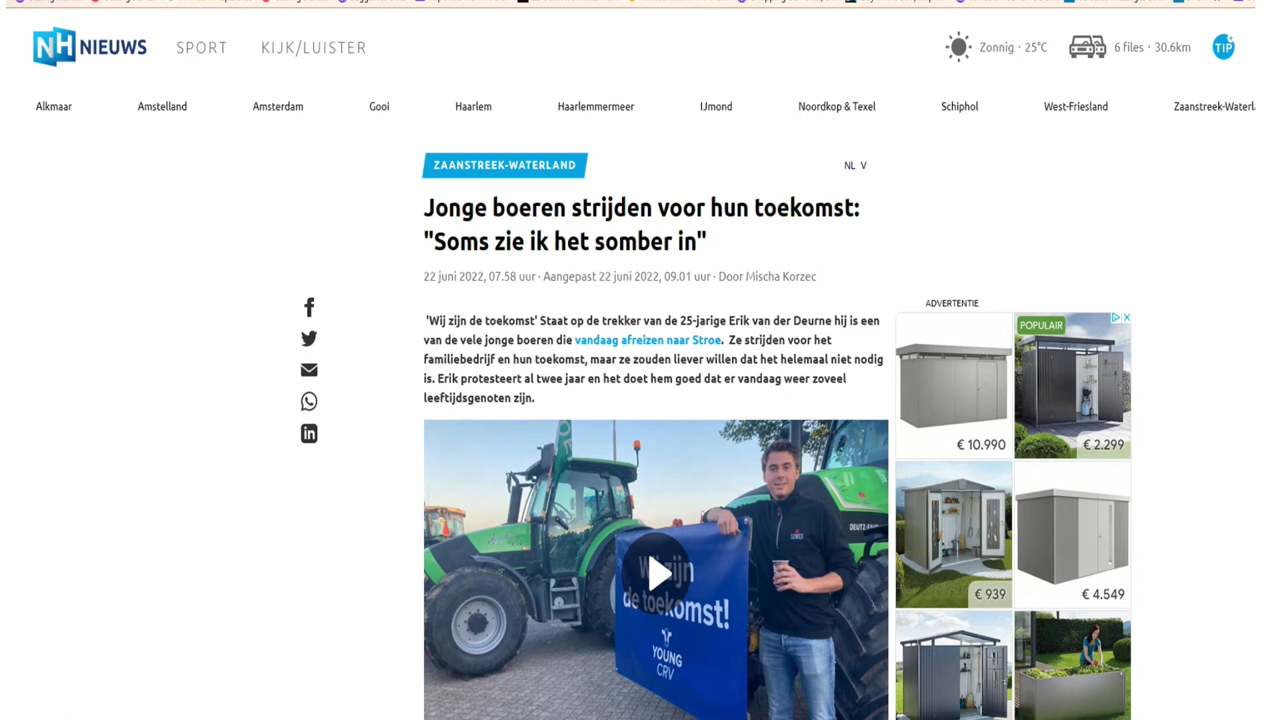 NH NIEUWS SPORT KIJK/LUISTER
Zonnig · 25°C 6 files · 30.6km TIP
Alkmaar Amstelland Amsterdam Gooi Haarlem Haarlemmermeer IJmond Noordkop & Texel Schiphol West-Friesland Zaanstreek-Waterl
ZAANSTREEK-WATERLAND NL V
Jonge boeren strijden voor hun toekomst:
"Soms zie ik het somber in"
22 juni 2022, 07.58 uur · Aangepast 22 juni 2022, 09.01 uur · Door Mischa Korzec
'Wij zijn de toekomst' Staat op de trekker van de 25-jarige Erik van der Deurne hij is een
van de vele jonge boeren die vandaag afreizen naar Stroe. Ze strijden voor het
familiebedrijf en hun toekomst, maar ze zouden liever willen dat het helemaal niet nodig
is. Erik protesteert al twee jaar en het doet hem goed dat er vandaag weer zoveel
leeftijdsgenoten zijn.
Wij zijn
de toekomst!
YOUNG
CRV
DEUTZ-FAHR
ADVERTENTIE
POPULAIR
€ 10.990 € 2.299
€ 939 € 4.549